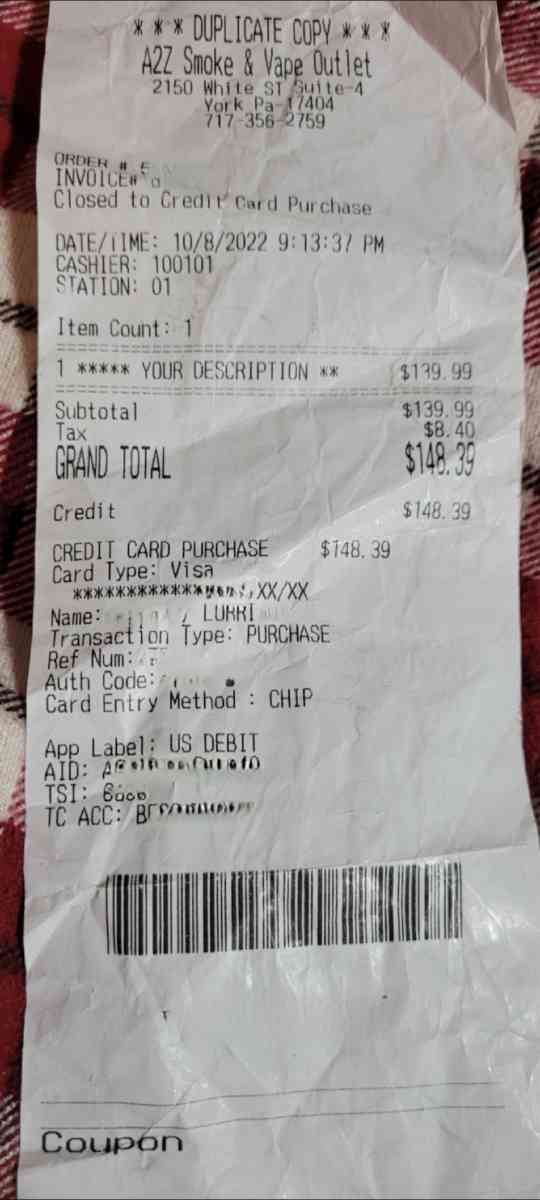 * * * DUPLICATE COPY * * *
A2Z Smoke & Vape Outlet
2150 White ST Suite-4
York Pa-17404
717-356-2759
ORDER #
INVOICE#
Closed to Credit Card Purchase
DATE/TIME: 10/8/2022 9:13:37 PM
CASHIER: 100101
STATION: 01
Item Count: 1
1 ***** YOUR DESCRIPTION ** $139.99
Subtotal $139.99
Tax $8.40
GRAND TOTAL $148.39
Credit $148.39
CREDIT CARD PURCHASE $148.39
Card Type: Visa
XX/XX
Name:
Transaction Type: PURCHASE
Ref Num:
Auth Code:
Card Entry Method : CHIP
App Label: US DEBIT
AID:
TSI:
TC ACC:
Coupon